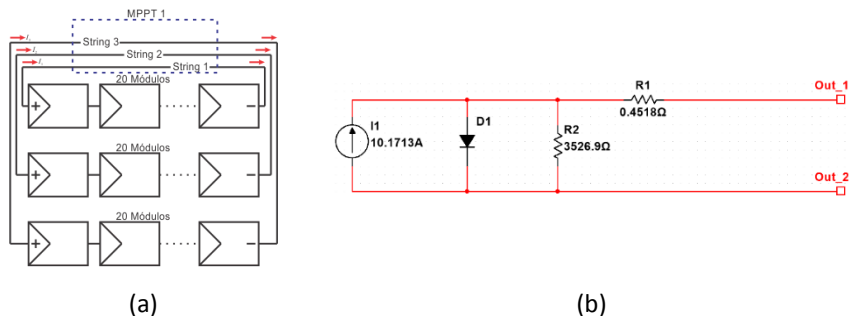 MPPT 1
String 3
String 2
String 1
20 Módulos
20 Módulos
20 Módulos
(a)
I1
10.1713A
D1
R2
3526.9Ω
R1
0.4518Ω
Out_1
Out_2
(b)